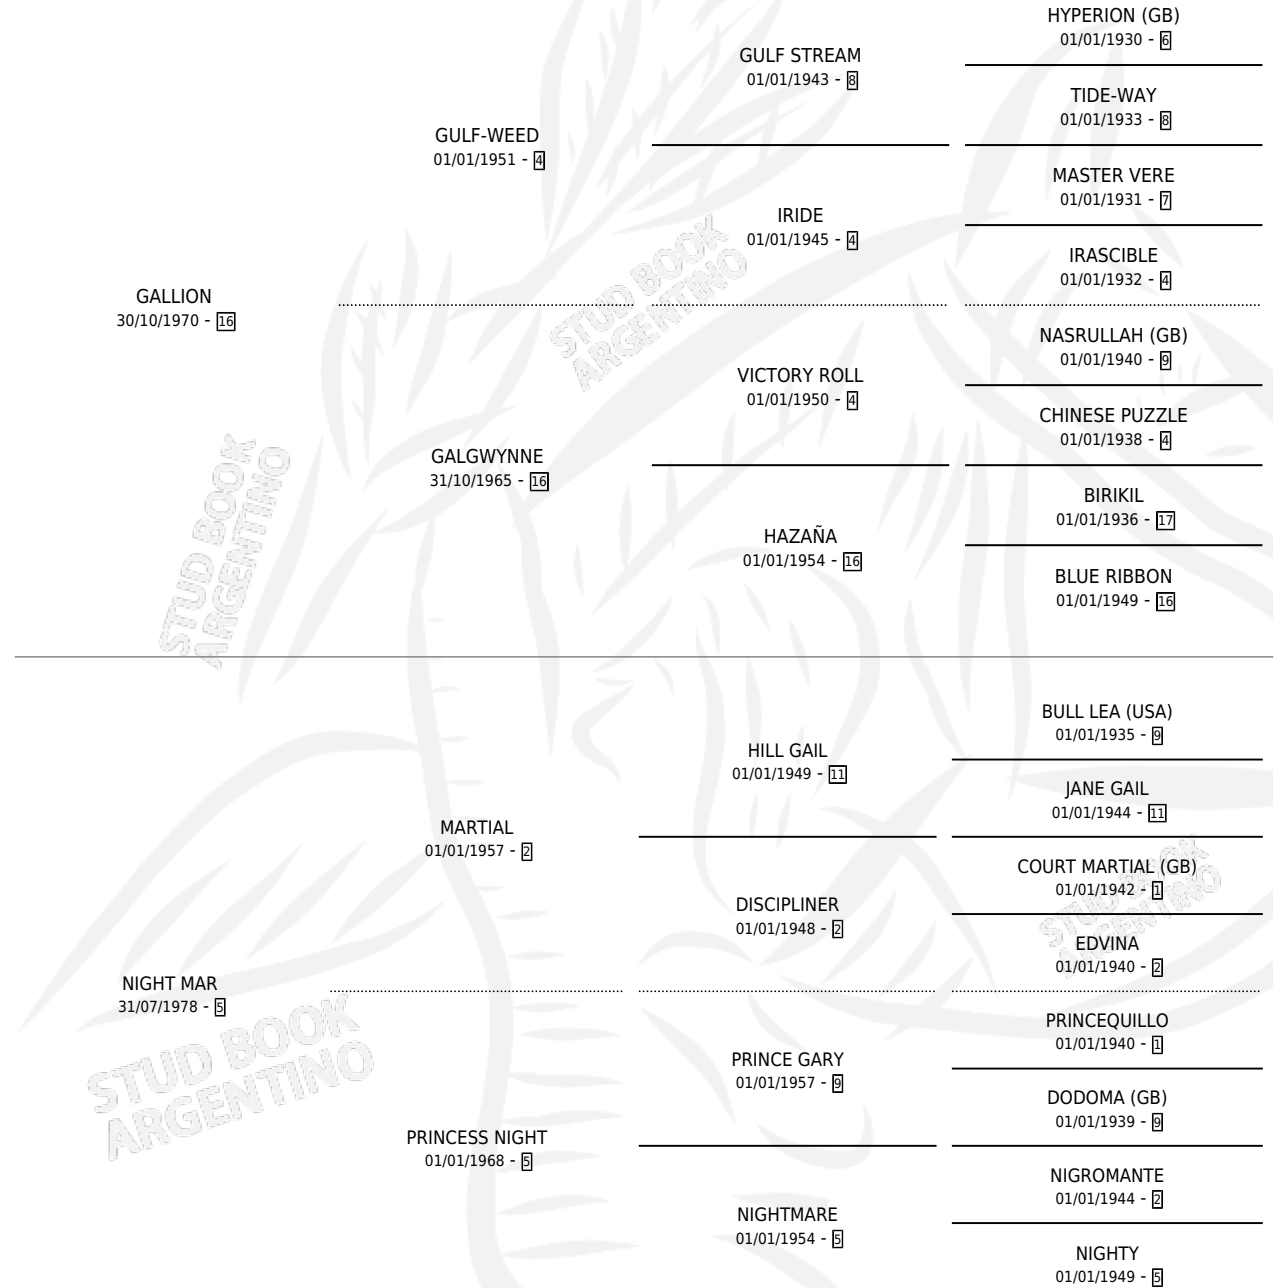 HYPERION (GB)
01/01/1930 - 6
GULF STREAM
01/01/1943 - 8
TIDE-WAY
01/01/1933 - 8
GULF-WEED
01/01/1951 - 4
MASTER VERE
01/01/1931 - 7
IRIDE
01/01/1945 - 4
IRASCIBLE
01/01/1932 - 4
GALLION
30/10/1970 - 16
NASRULLAH (GB)
01/01/1940 - 9
VICTORY ROLL
01/01/1950 - 4
CHINESE PUZZLE
01/01/1938 - 4
GALGWYNNE
31/10/1965 - 16
BIRIKIL
01/01/1936 - 17
HAZAÑA
01/01/1954 - 16
BLUE RIBBON
01/01/1949 - 16
BULL LEA (USA)
01/01/1935 - 9
HILL GAIL
01/01/1949 - 11
JANE GAIL
01/01/1944 - 11
MARTIAL
01/01/1957 - 2
COURT MARTIAL (GB)
01/01/1942 - 1
DISCIPLINER
01/01/1948 - 2
EDVINA
01/01/1940 - 2
NIGHT MAR
31/07/1978 - 5
PRINCEQUILLO
01/01/1940 - 1
PRINCE GARY
01/01/1957 - 9
DODOMA (GB)
01/01/1939 - 9
PRINCESS NIGHT
01/01/1968 - 5
NIGROMANTE
01/01/1944 - 2
NIGHTMARE
01/01/1954 - 5
NIGHTY
01/01/1949 - 5
STUD BOOK
ARGENTINO
STUD BOOK
ARGENTINO
STUD BOOK
ARGENTINO
STUD BOOK
ARGENTINO